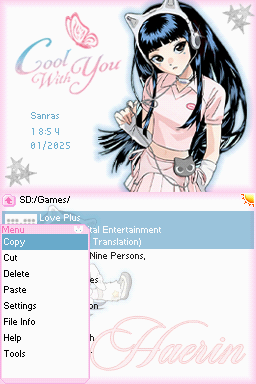 Cool
With You
Sanras
18:54
01/2025
SD:/Games/
Love Plus
Menu
tal Entertainment
Copy
Translation)
Cut
Nine Persons,
Delete
Paste
es
Settings
on
File Info
Help
h
Tools
Haerin